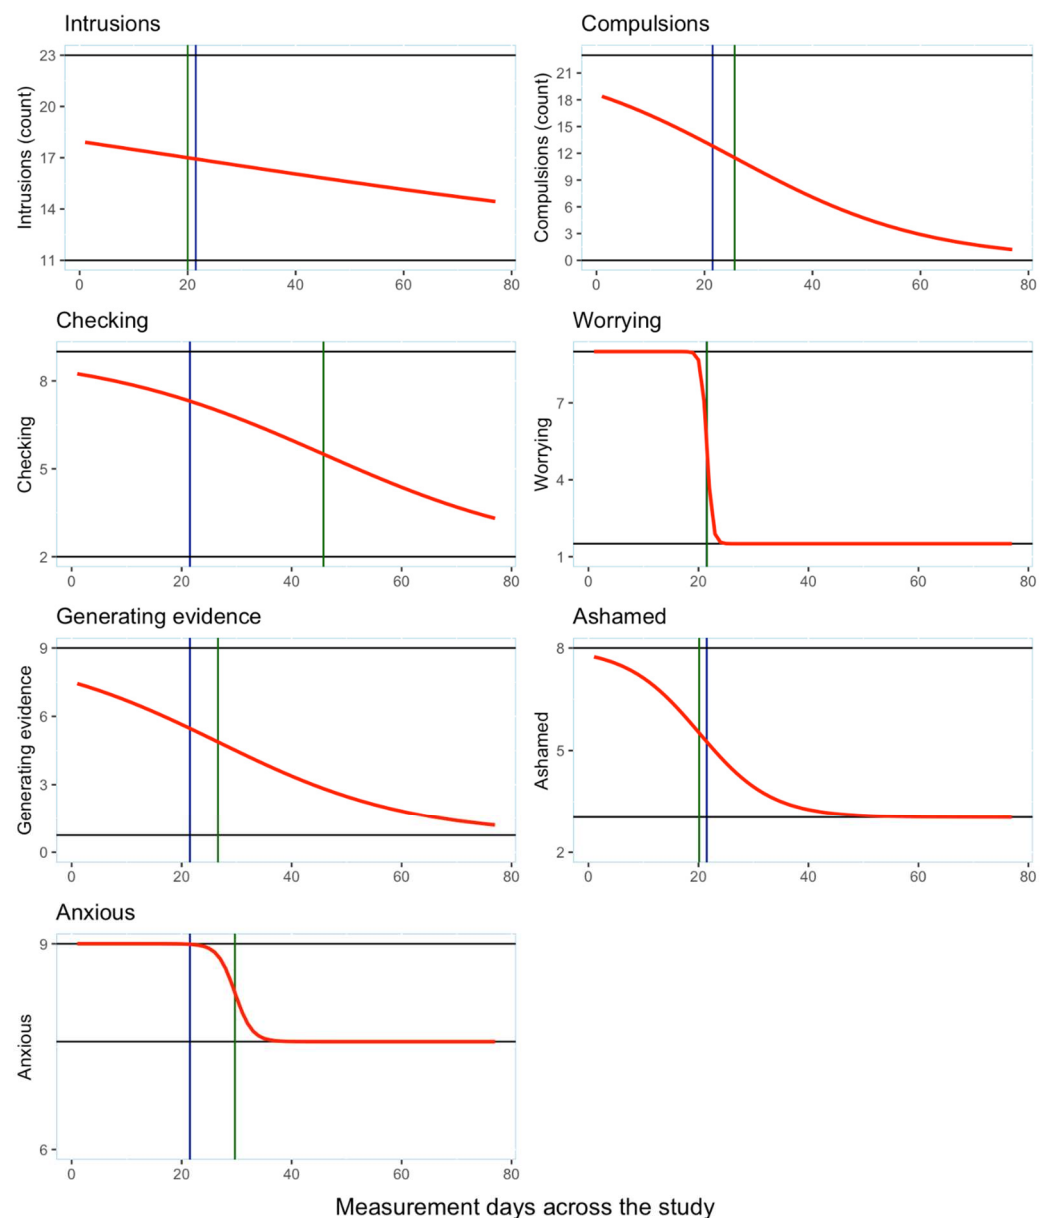 Intrusions
Intrusions (count)
23
20
17
14
11
0 20 40 60 80
Compulsions
Compulsions (count)
21
18
15
12
9
6
3
0
0 20 40 60 80
Checking
Checking
8
5
2
0 20 40 60 80
Worrying
Worrying
7
4
1
0 20 40 60 80
Generating evidence
Generating evidence
9
6
3
0
0 20 40 60 80
Ashamed
Ashamed
8
5
2
0 20 40 60 80
Anxious
Anxious
9
6
0 20 40 60 80
Measurement days across the study